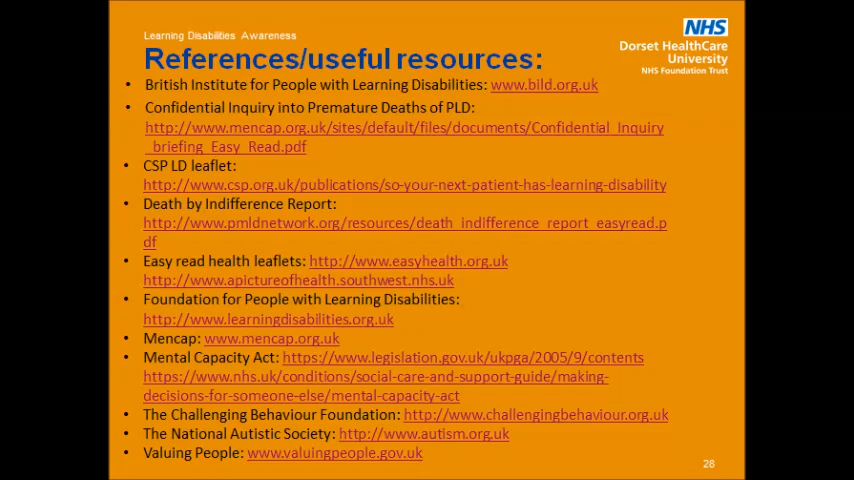 Learning Disabilities Awareness
References/useful resources:
NHS
Dorset HealthCare
University
NHS Foundation Trust
• British Institute for People with Learning Disabilities: www.bild.org.uk
• Confidential Inquiry into Premature Deaths of PLD:
http://www.mencap.org.uk/sites/default/files/documents/Confidential_Inquiry
_briefing_Easy_Read.pdf
• CSP LD leaflet:
http://www.csp.org.uk/publications/so-your-next-patient-has-learning-disability
• Death by Indifference Report:
http://www.pmldnetwork.org/resources/death_indifference_report_easyread.p
df
• Easy read health leaflets: http://www.easyhealth.org.uk
http://www.apictureofhealth.southwest.nhs.uk
• Foundation for People with Learning Disabilities:
http://www.learningdisabilities.org.uk
• Mencap: www.mencap.org.uk
• Mental Capacity Act: https://www.legislation.gov.uk/ukpga/2005/9/contents
https://www.nhs.uk/conditions/social-care-and-support-guide/making-
decisions-for-someone-else/mental-capacity-act
• The Challenging Behaviour Foundation: http://www.challengingbehaviour.org.uk
• The National Autistic Society: http://www.autism.org.uk
• Valuing People: www.valuingpeople.gov.uk
28